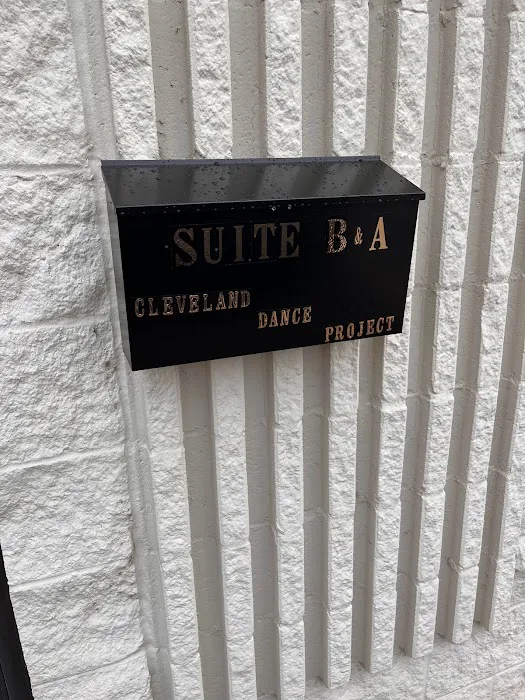 SUITE B & A
CLEVELAND
DANCE
PROJECT